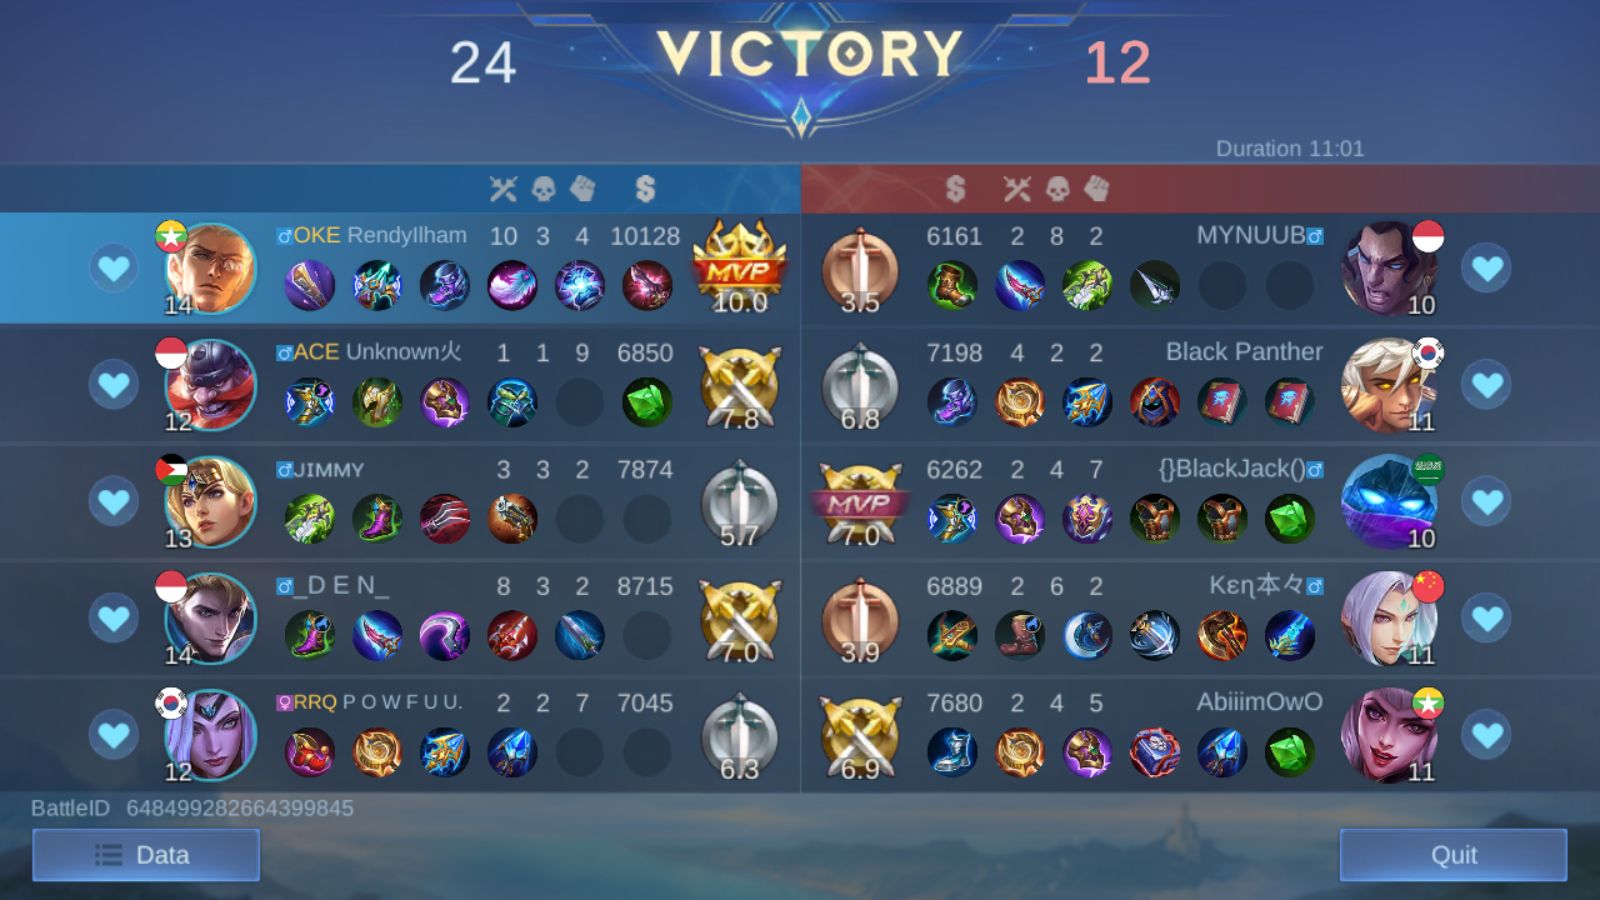 24 VICTORY 12
Duration 11:01
OKE RendyIlham 10 3 4 10128 MVP 10.0 14
3.5 6161 2 8 2 MYNUUB 10
ACE Unknown火 1 1 9 6850 7.8 12
6.8 7198 4 2 2 Black Panther 11
JIMMY 3 3 2 7874 5.7 13
MVP 7.0 6262 2 4 7 {}BlackJack() 10
_D E N_ 8 3 2 8715 7.0 14
3.9 6889 2 6 2 Kεη本々 11
RRQ P O W F U U. 2 2 7 7045 6.3 12
6.9 7680 2 4 5 AbiiimOwO 11
BattleID 648499282664399845
Data
Quit